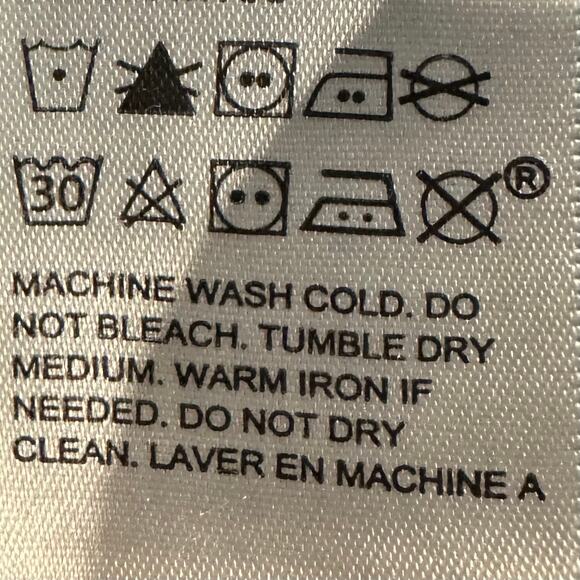 30 ®
MACHINE WASH COLD. DO
NOT BLEACH. TUMBLE DRY
MEDIUM. WARM IRON IF
NEEDED. DO NOT DRY
CLEAN. LAVER EN MACHINE A